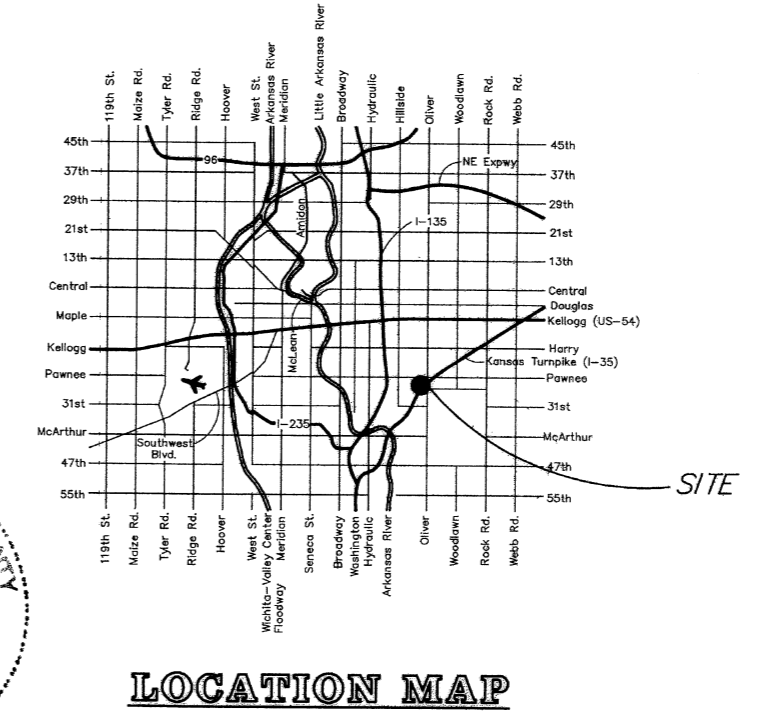 119th St.
Maize Rd.
Tyler Rd.
Ridge Rd.
Hoover
West St.
Arkansas River
Meridian
Little Arkansas River
Broadway
Hydraulic
Hillside
Oliver
Woodlawn
Rock Rd.
Webb Rd.
45th
37th
29th
21st
13th
Central
Maple
Kellogg
Pawnee
31st
McArthur
47th
55th
96
Amidon
McLean
I-235
Southwest
Blvd.
NE Expwy
I-135
45th
37th
29th
21st
13th
Central
Douglas
Kellogg (US-54)
Harry
Kansas Turnpike (I-35)
Pawnee
31st
McArthur
47th
55th
SITE
119th St.
Maize Rd.
Tyler Rd.
Ridge Rd.
Hoover
West St.
Wichita-Valley Center
Floodway
Meridian
Seneca St.
Broadway
Washington
Hydraulic
Arkansas River
Oliver
Woodlawn
Rock Rd.
Webb Rd.
LOCATION MAP